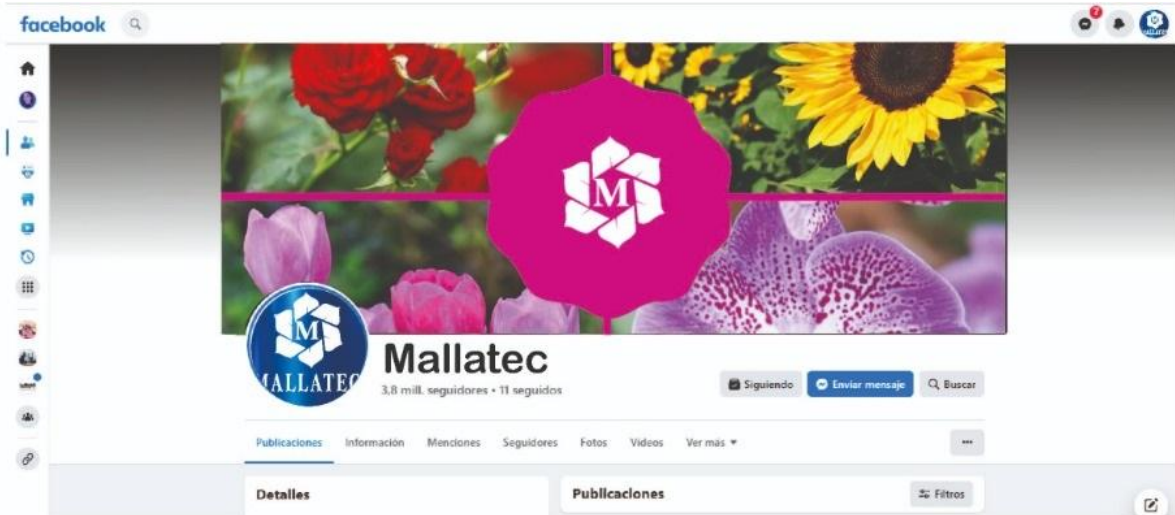 facebook
2
M
M
MALLATEC
Mallatec
3,8 mill. seguidores • 11 seguidos
Siguiendo
Enviar mensaje
Buscar
Publicaciones
Información
Menciones
Seguidores
Fotos
Videos
Ver más
Detalles
Publicaciones
Filtros